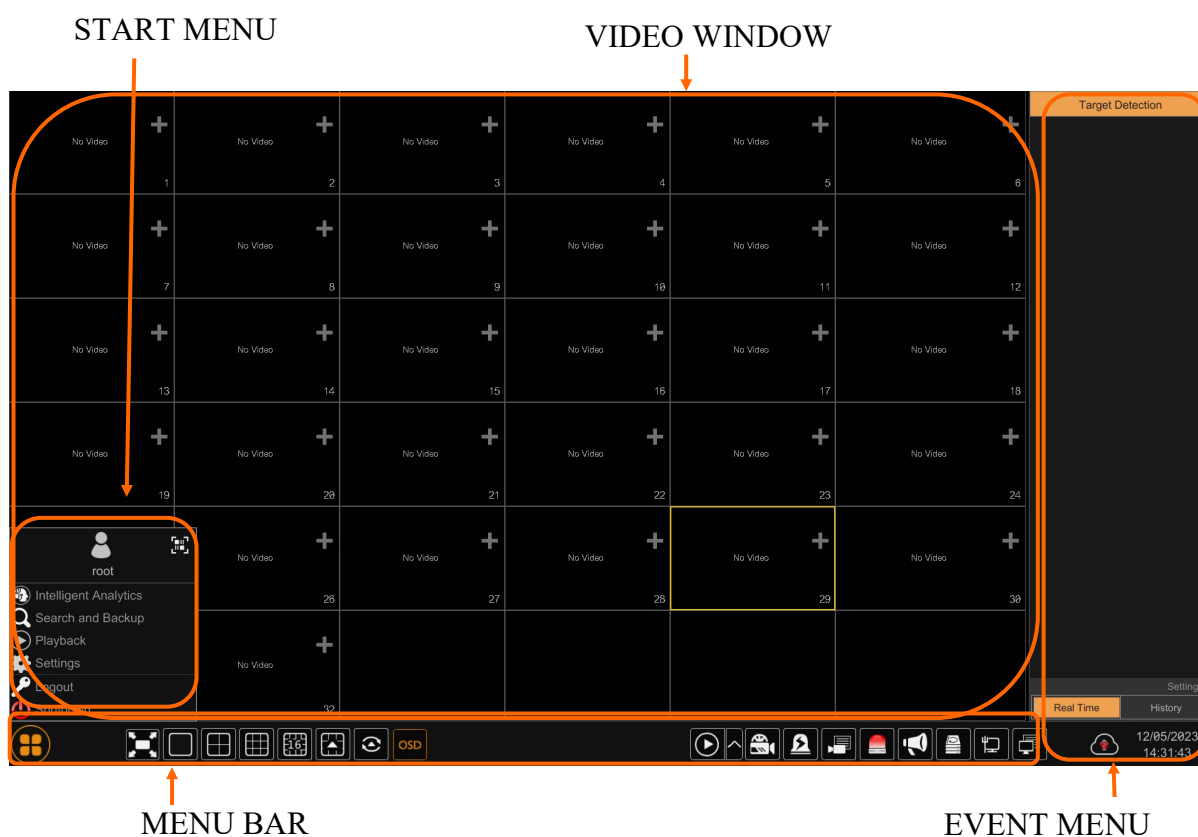 START MENU
VIDEO WINDOW
Target Detection
No Video 1
No Video 2
No Video 3
No Video 4
No Video 5
No Video 6
No Video 7
No Video 8
No Video 9
No Video 10
No Video 11
No Video 12
No Video 13
No Video 14
No Video 15
No Video 16
No Video 17
No Video 18
No Video 19
No Video 20
No Video 21
No Video 22
No Video 23
No Video 24
root
Intelligent Analytics
Search and Backup
Playback
Settings
Logout
No Video 26
No Video 27
No Video 28
No Video 29
No Video 30
No Video 32
Setting
Real Time
History
16
OSD
12/05/2023
14:31:43
MENU BAR
EVENT MENU